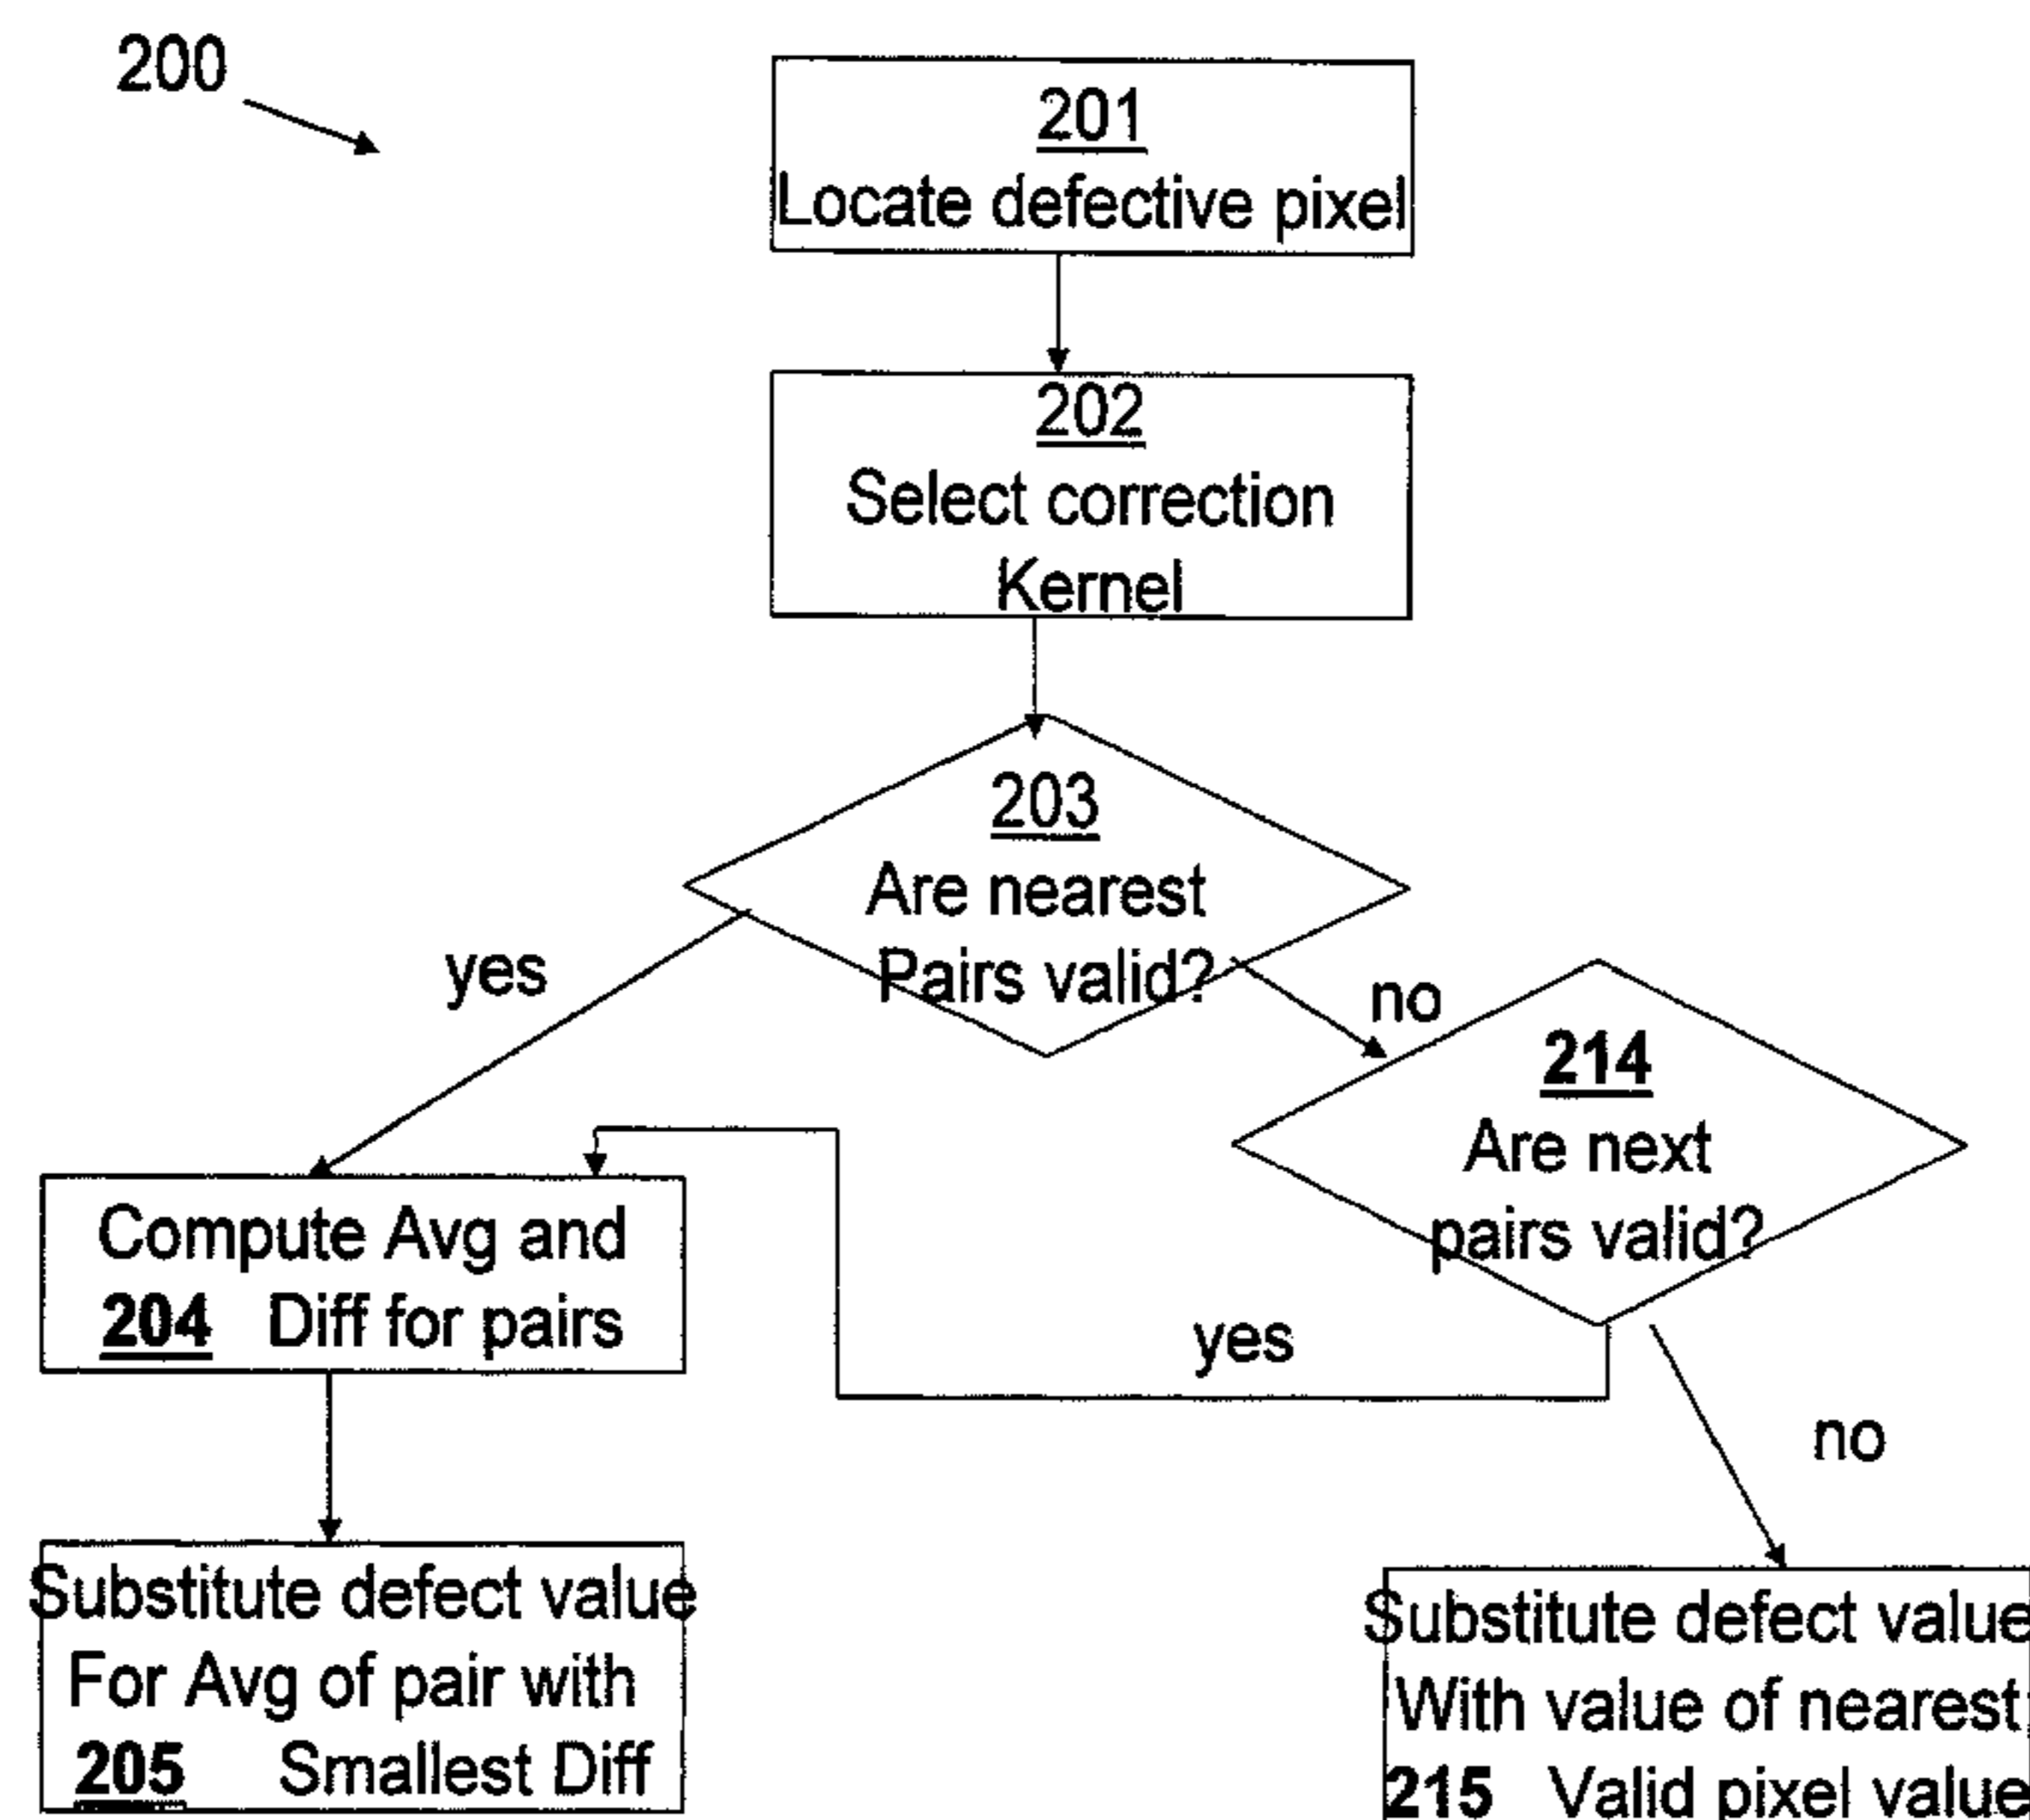 200
201
Locate defective pixel
202
Select correction
Kernel
203
Are nearest
Pairs valid?
yes
no
214
Are next
pairs valid?
Compute Avg and
204 Diff for pairs
yes
no
Substitute defect value
For Avg of pair with
205 Smallest Diff
Substitute defect value
With value of nearest
215 Valid pixel value